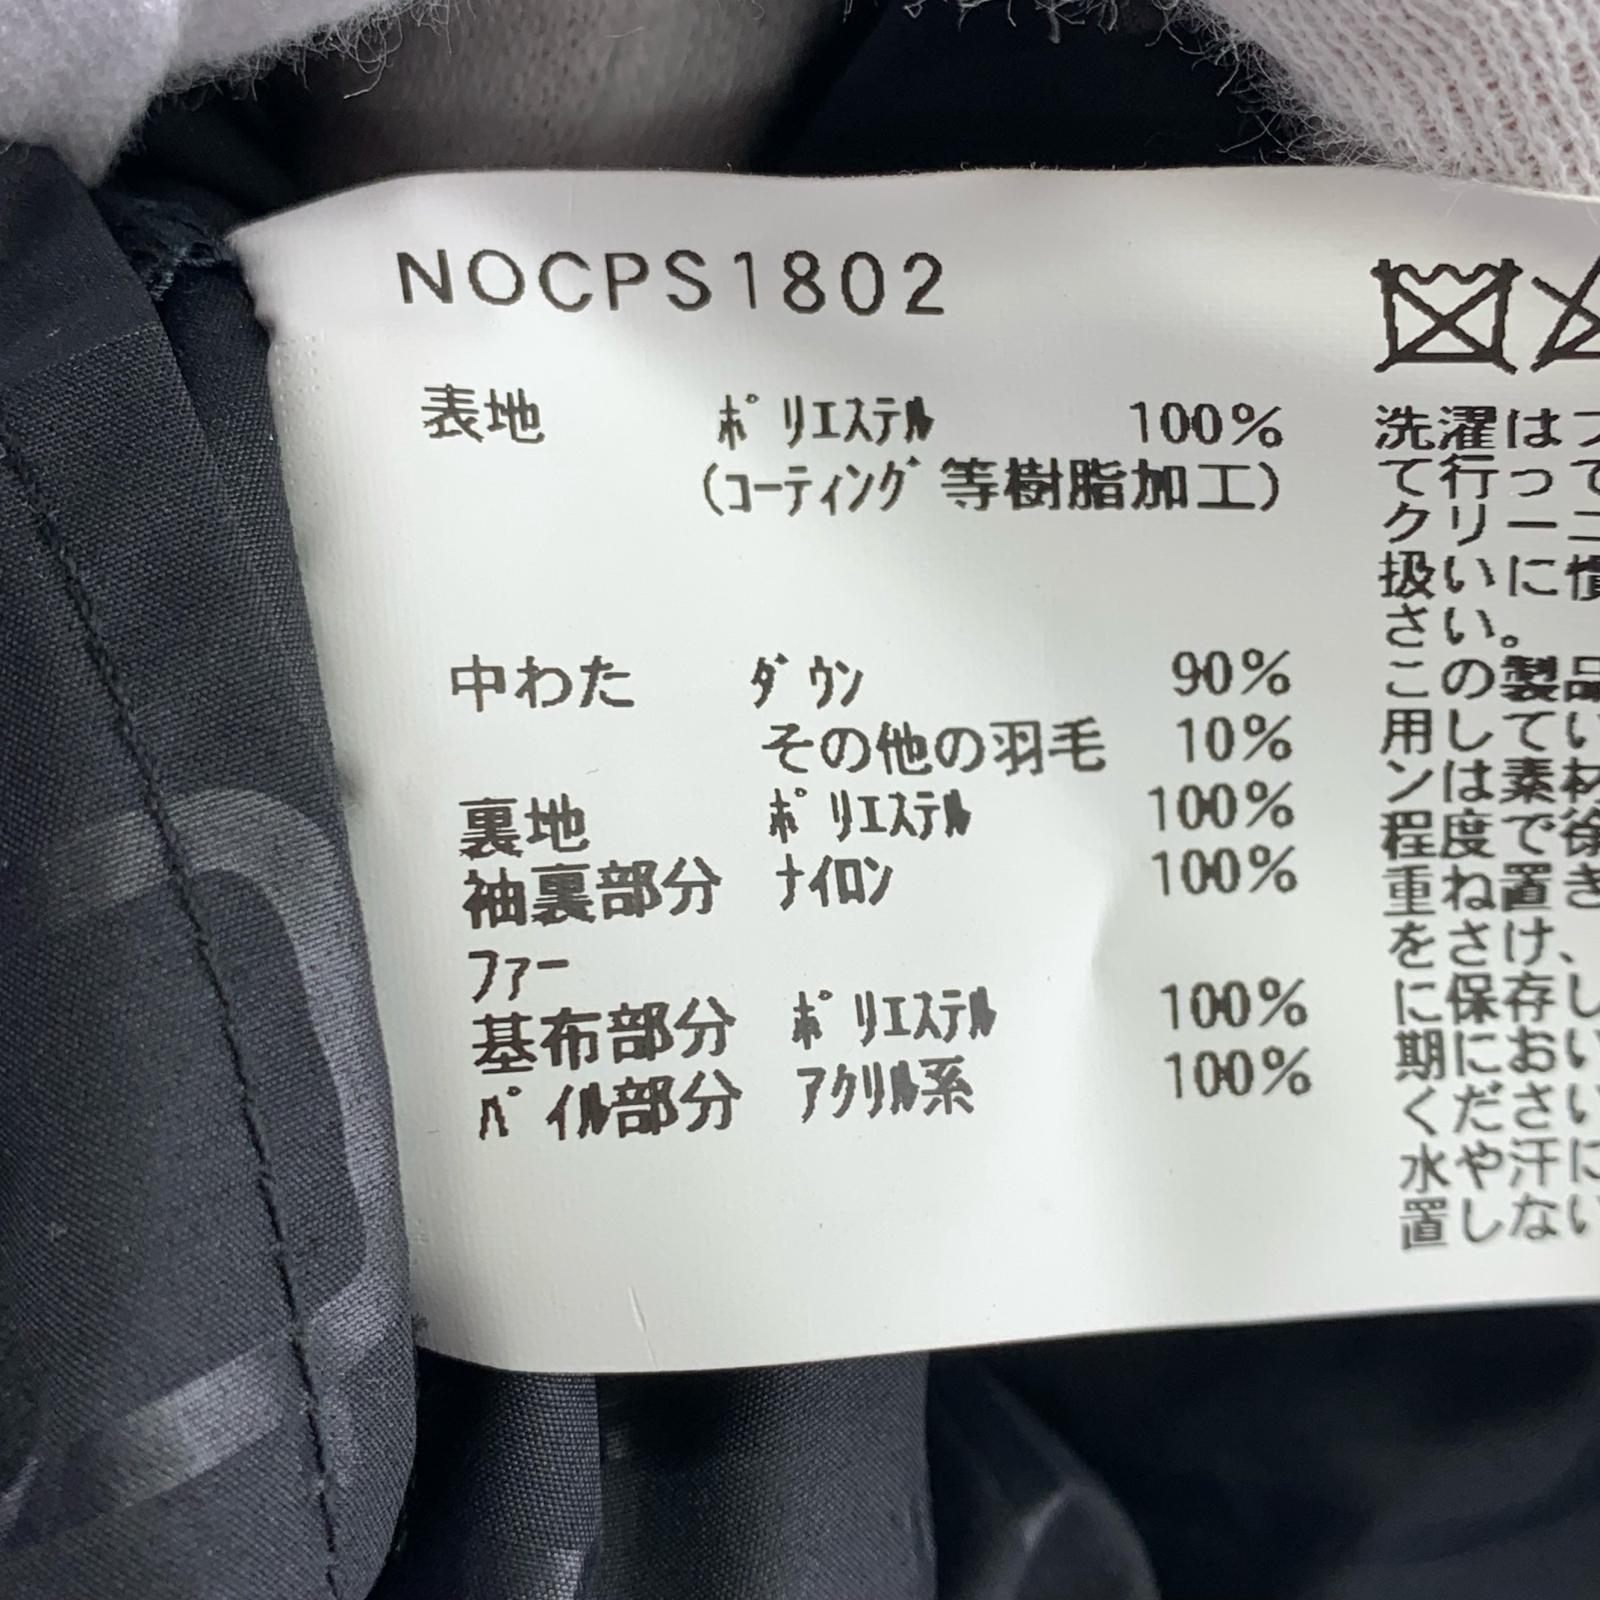 NOCPS1802
表地 ポリエステル 100%
(コーティング等樹脂加工)
中わた ダウン 90%
その他の羽毛 10%
裏地 ポリエステル 100%
袖裏部分 ナイロン 100%
ファー
基布部分 ポリエステル 100%
パイル部分 アクリル系 100%
洗濯は
て行って
クリーニ
扱いに慎
さい。
この製品
用してい
ンは素材
程度で徐
重ね置き
をさけ、
に保存し
期におい
くださ
水や汗に
置しない